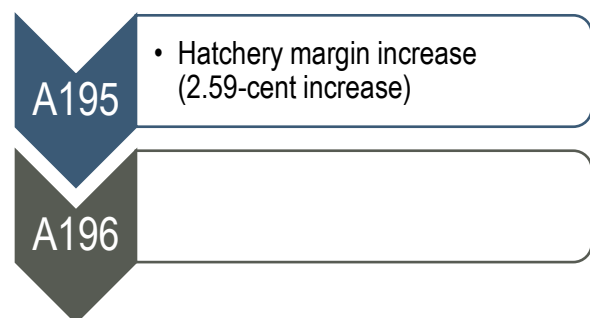 A195
• Hatchery margin increase
(2.59-cent increase)
A196